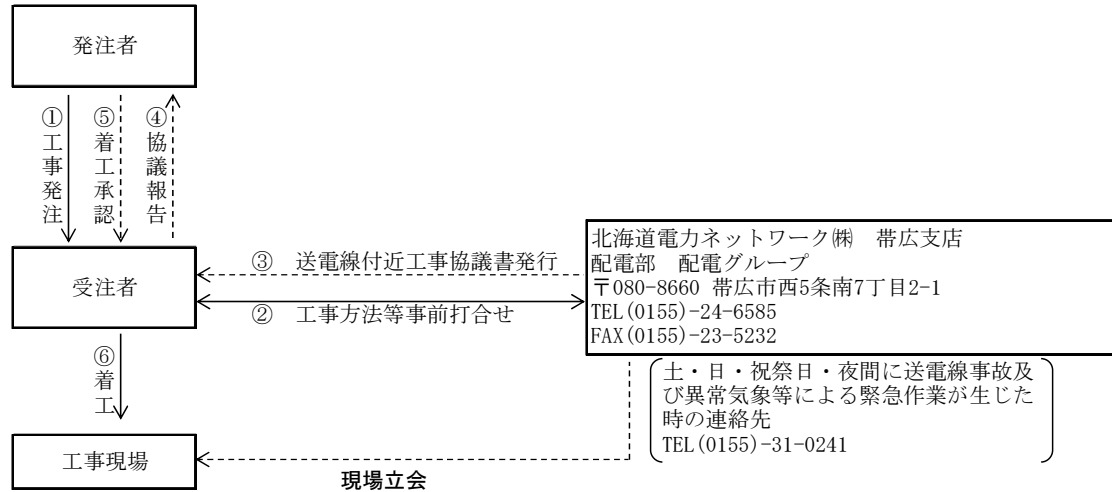 発注者
①工事発注
⑤着工承認
④協議報告
北海道電力ネットワーク㈱　帯広支店
配電部　配電グループ
〒080-8660 帯広市西5条南7丁目2-1
TEL(0155)-24-6585
FAX(0155)-23-5232
③　送電線付近工事協議書発行
受注者
②　工事方法等事前打合せ
⑥着工
土・日・祝祭日・夜間に送電線事故及
び異常気象等による緊急作業が生じた
時の連絡先
TEL(0155)-31-0241
工事現場
現場立会